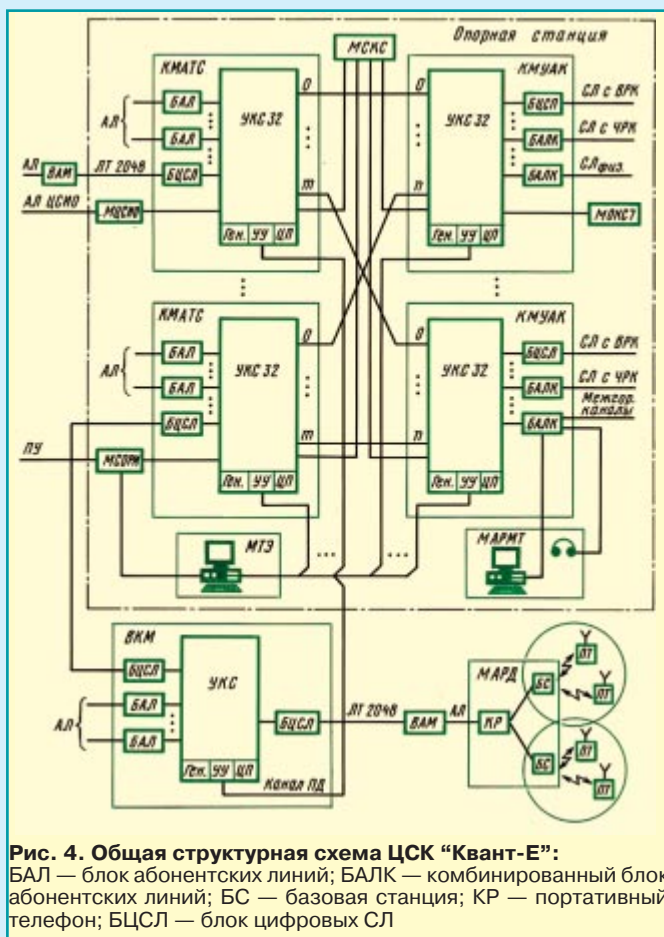 Опорная станция
МСКС
КМАТС
КМУАК
АЛ
БАЛ
БАЛ
УКС 32
0
m
0
n
УКС 32
БЦСЛ
СЛ с ВРК
БАЛК
СЛ с ЧРК
БАЛК
СЛфиз.
АЛ
ВАМ
ЛТ 2048
БЦСЛ
АЛ ЦСИО
МЦСИО
МОКС7
Ген.
УУ
ЦП
Ген.
УУ
ЦП
КМАТС
КМУАК
АЛ
БАЛ
БАЛ
УКС 32
0
m
0
n
УКС 32
БЦСЛ
СЛ с ВРК
БАЛК
СЛ с ЧРК
Межгор. каналы
БАЛК
БЦСЛ
ПУ
МСОРМ
Ген.
УУ
ЦП
Ген.
УУ
ЦП
МТЭ
МАРМТ
ВКМ
БЦСЛ
УКС
АЛ
БАЛ
БАЛ
БЦСЛ
ЛТ 2048
ВАМ
АЛ
МАРД
КР
БС
ПТ
ПТ
БС
ПТ
ПТ
Ген.
УУ
ЦП
Канал ПД
Рис. 4. Общая структурная схема ЦСК “Квант-Е”:
БАЛ — блок абонентских линий; БАЛК — комбинированный блок
абонентских линий; БС — базовая станция; КР — портативный
телефон; БЦСЛ — блок цифровых СЛ